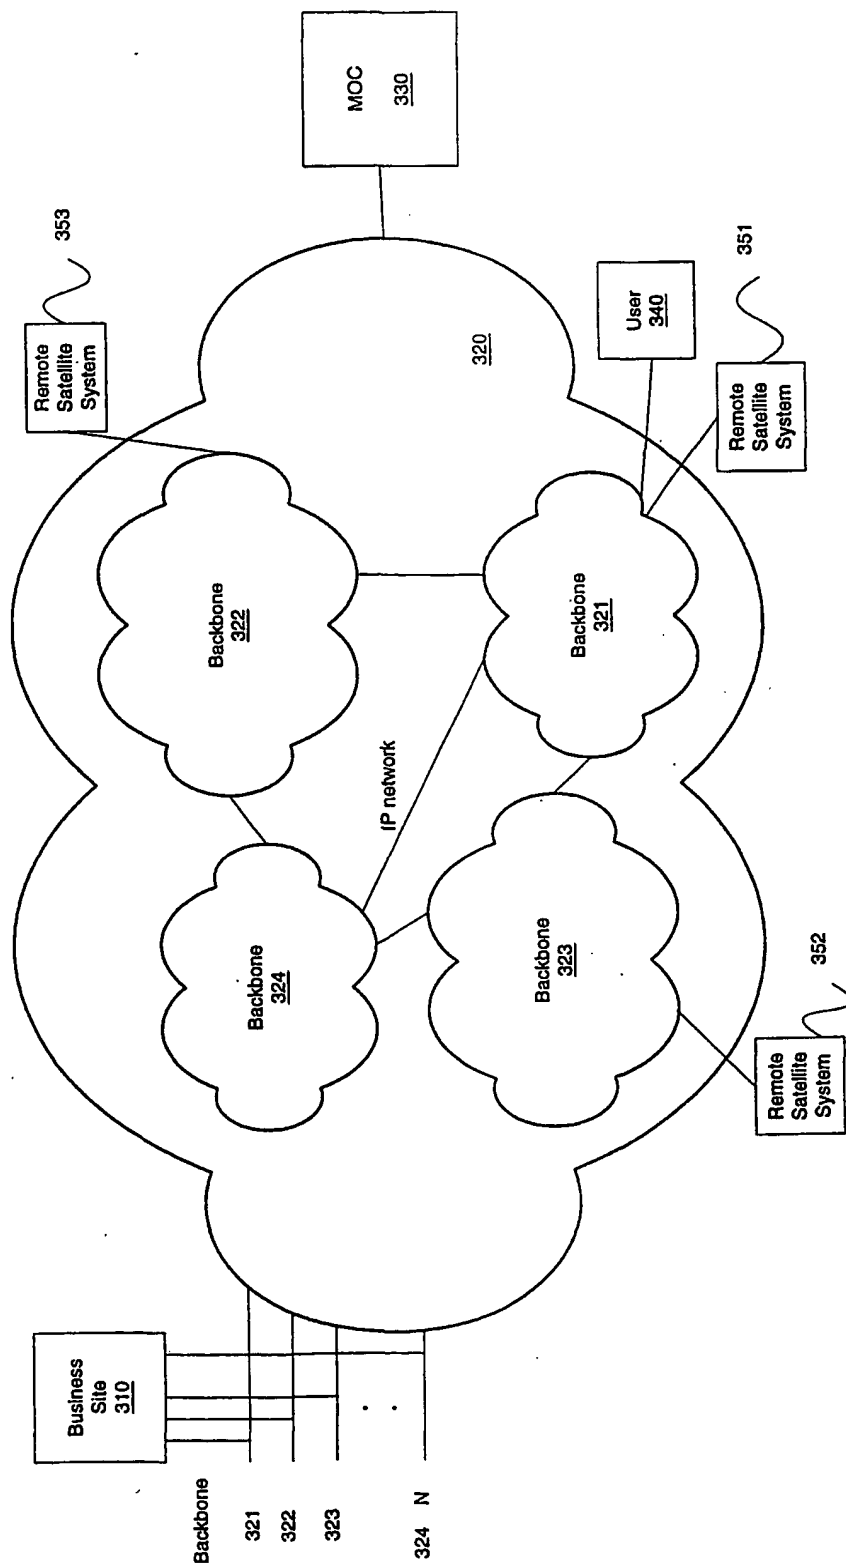 Business
Site
310
Backbone
321
322
323
324 N
Backbone
324
Backbone
322
IP network
Backbone
323
Backbone
321
320
Remote
Satellite
System
353
Remote
Satellite
System
352
Remote
Satellite
System
351
User
340
MOC
330